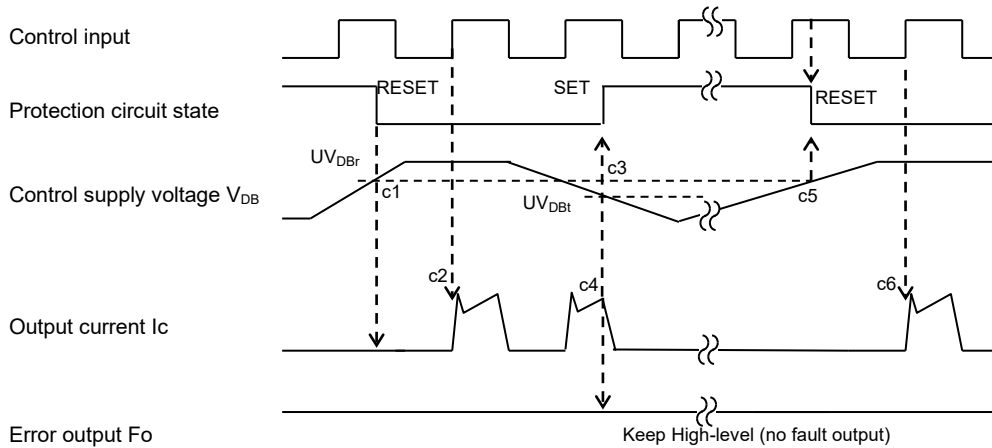 Control input
RESET
SET
Protection circuit state
RESET
UVDBr
c3
Control supply voltage VDB
c1
c5
UVDBt
c2
c4
c6
Output current Ic
Error output Fo
Keep High-level (no fault output)